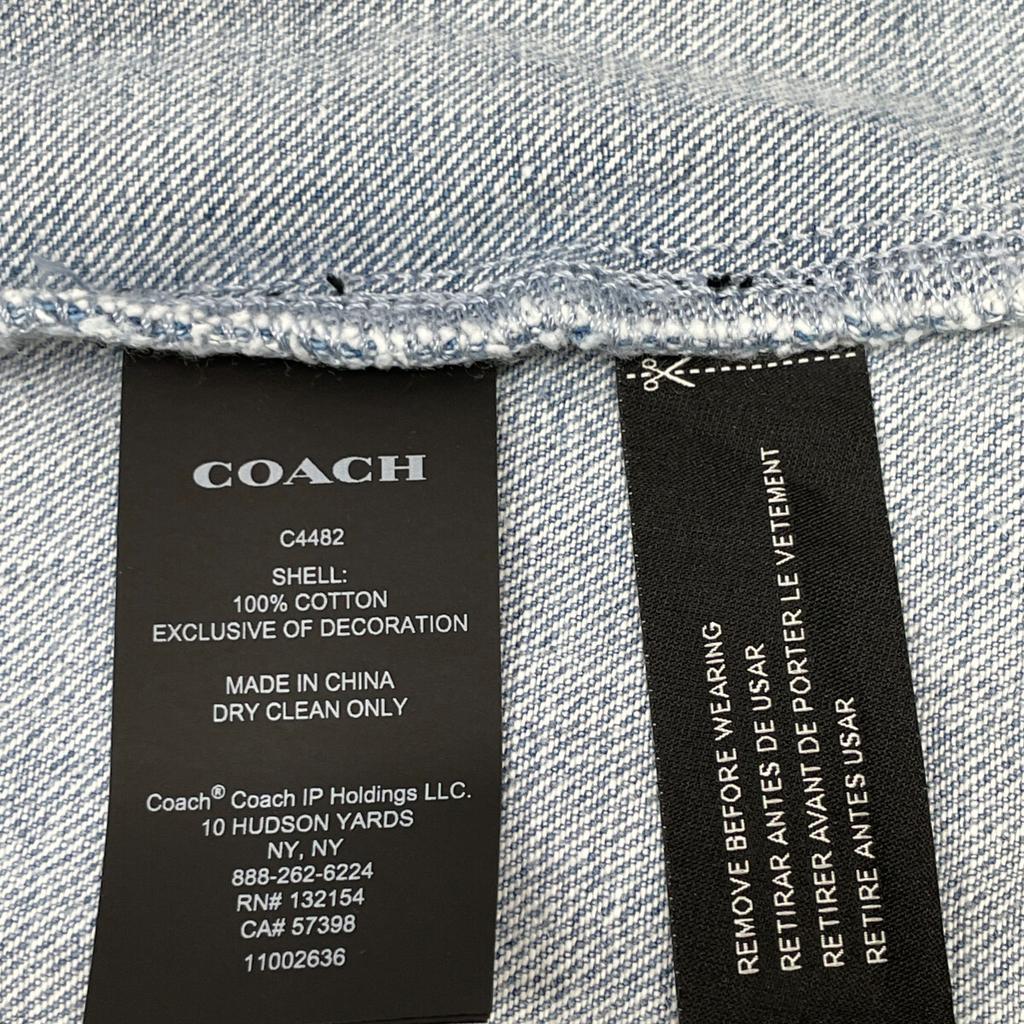 COACH
C4482
SHELL:
100% COTTON
EXCLUSIVE OF DECORATION
MADE IN CHINA
DRY CLEAN ONLY
Coach® Coach IP Holdings LLC.
10 HUDSON YARDS
NY, NY
888-262-6224
RN# 132154
CA# 57398
11002636
REMOVE BEFORE WEARING
RETIRAR ANTES DE USAR
RETIRER AVANT DE PORTER LE VETEMENT
RETIRE ANTES USAR